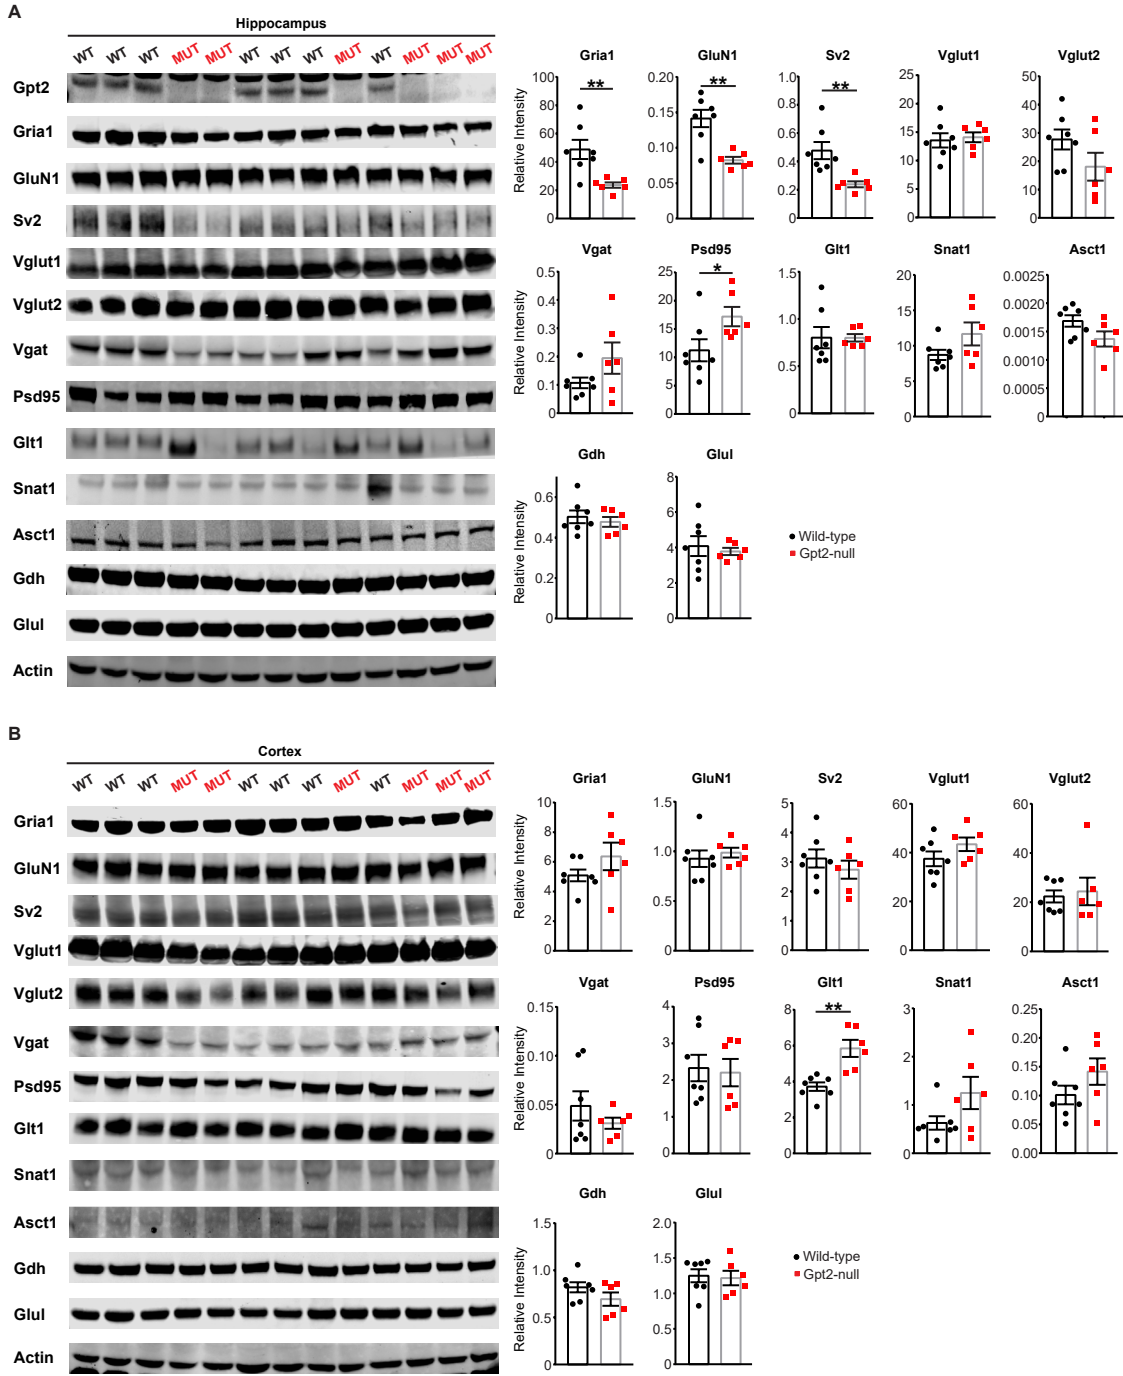 A
Hippocampus
WT WT WT MUT MUT WT WT WT MUT WT MUT MUT MUT
Gpt2
Gria1
GluN1
Sv2
Vglut1
Vglut2
Vgat
Psd95
Glt1
Snat1
Asct1
Gdh
Glul
Actin
Gria1 GluN1 Sv2 Vglut1 Vglut2
Relative Intensity
100 80 60 40 20 0
**
0.20 0.15 0.10 0.05 0
**
1.0 0.8 0.6 0.4 0.2 0
**
25 20 15 10 5 0
50 40 30 20 10 0
Vgat Psd95 Glt1 Snat1 Asct1
Relative Intensity
0.5 0.4 0.3 0.2 0.1 0
25 20 15 10 5 0
*
1.5 1.0 0.5 0
20 15 10 5 0
0.0025 0.0020 0.0015 0.0010 0.0005 0
Gdh Glul
Relative Intensity
0.6 0.4 0.2 0
8 6 4 2 0
Wild-type
Gpt2-null
B
Cortex
WT WT WT MUT MUT WT WT WT MUT WT MUT MUT MUT
Gria1
GluN1
Sv2
Vglut1
Vglut2
Vgat
Psd95
Glt1
Snat1
Asct1
Gdh
Glul
Actin
Gria1 GluN1 Sv2 Vglut1 Vglut2
Relative Intensity
10 8 6 4 2 0
1.5 1.0 0.5 0
5 4 3 2 1 0
60 40 20 0
60 40 20 0
Vgat Psd95 Glt1 Snat1 Asct1
Relative Intensity
0.15 0.10 0.05 0
4 3 2 1 0
8 6 4 2 0
**
3 2 1 0
0.25 0.20 0.15 0.10 0.05 0.00
Gdh Glul
Relative Intensity
1.5 1.0 0.5 0
2.0 1.5 1.0 0.5 0
Wild-type
Gpt2-null